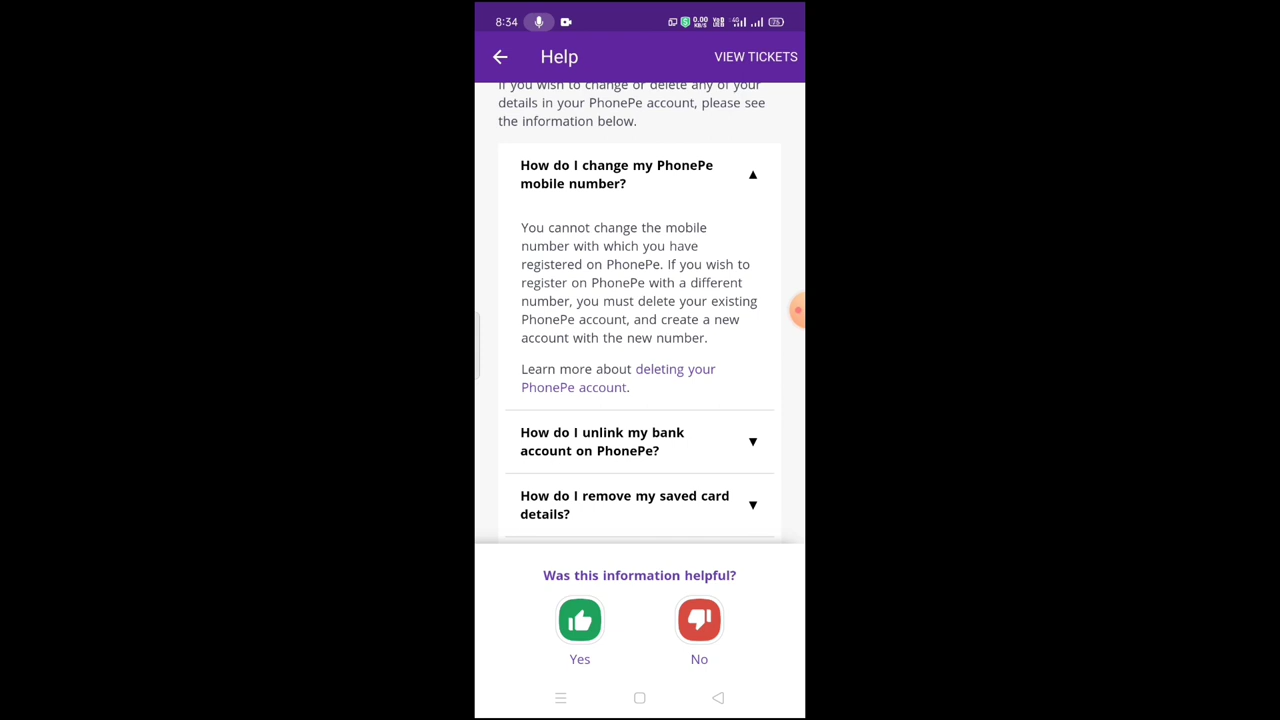 8:34
0.00
KB/S
4G
75
Help
VIEW TICKETS
If you wish to change or delete any of your
details in your PhonePe account, please see
the information below.
How do I change my PhonePe
mobile number?
You cannot change the mobile
number with which you have
registered on PhonePe. If you wish to
register on PhonePe with a different
number, you must delete your existing
PhonePe account, and create a new
account with the new number.
Learn more about deleting your
PhonePe account.
How do I unlink my bank
account on PhonePe?
How do I remove my saved card
details?
Was this information helpful?
Yes
No